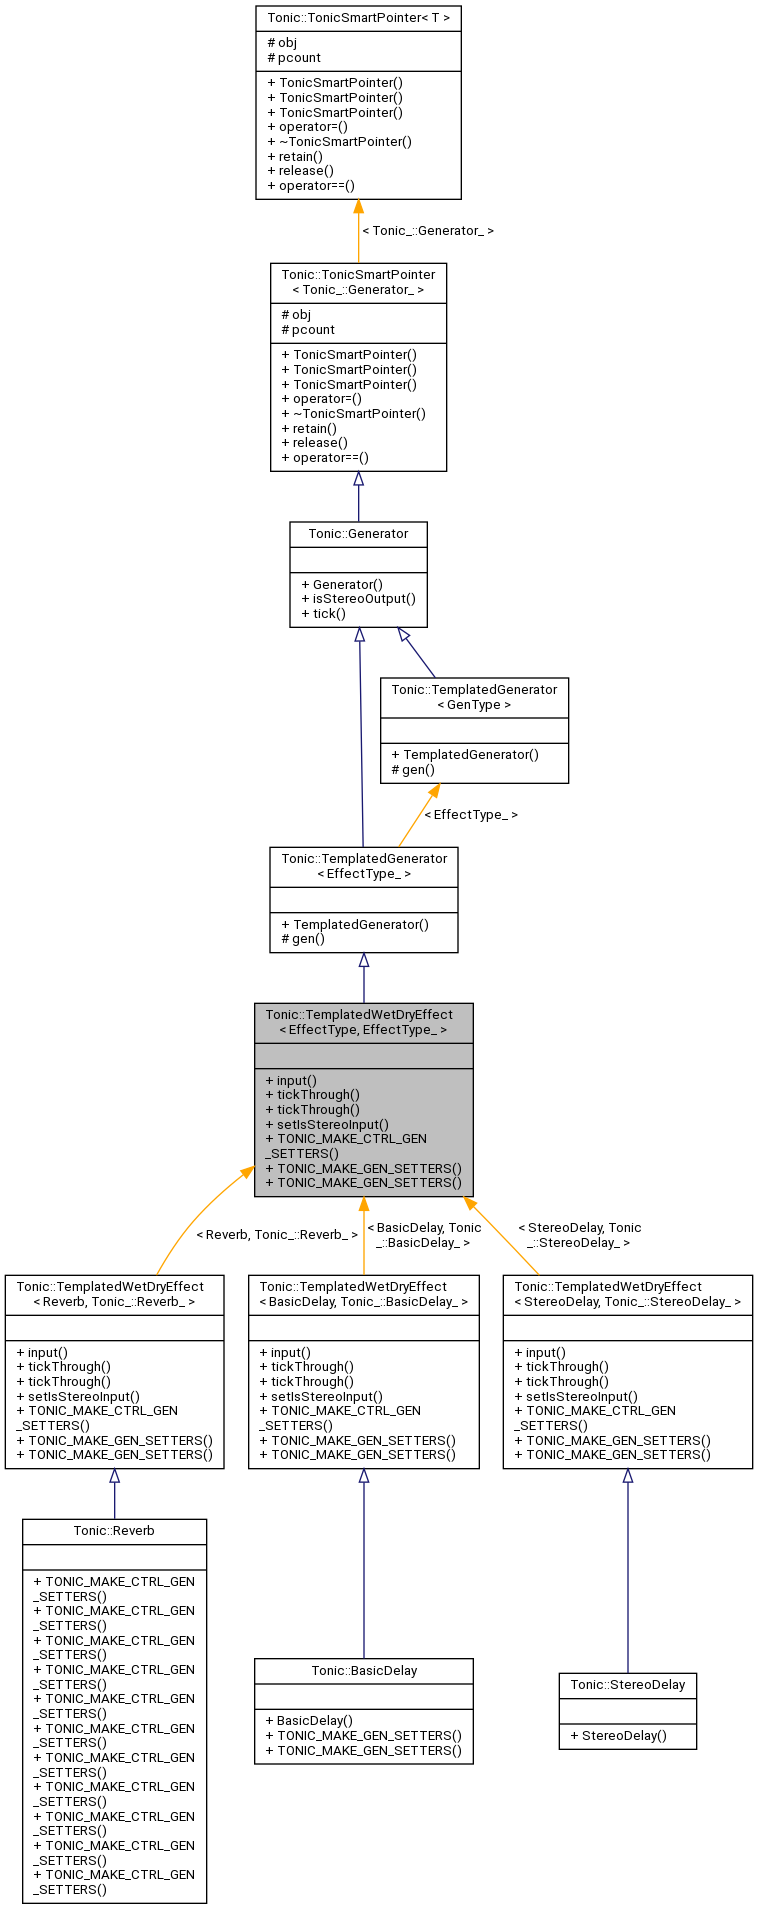 Tonic::TonicSmartPointer< T >
# obj
# pcount
+ TonicSmartPointer()
+ TonicSmartPointer()
+ TonicSmartPointer()
+ operator=()
+ ~TonicSmartPointer()
+ retain()
+ release()
+ operator==()
< Tonic_::Generator_ >
Tonic::TonicSmartPointer
< Tonic_::Generator_ >
# obj
# pcount
+ TonicSmartPointer()
+ TonicSmartPointer()
+ TonicSmartPointer()
+ operator=()
+ ~TonicSmartPointer()
+ retain()
+ release()
+ operator==()
Tonic::Generator
+ Generator()
+ isStereoOutput()
+ tick()
Tonic::TemplatedGenerator
< GenType >
+ TemplatedGenerator()
# gen()
< EffectType_ >
Tonic::TemplatedGenerator
< EffectType_ >
+ TemplatedGenerator()
# gen()
Tonic::TemplatedWetDryEffect
< EffectType, EffectType_ >
+ input()
+ tickThrough()
+ tickThrough()
+ setIsStereoInput()
+ TONIC_MAKE_CTRL_GEN
_SETTERS()
+ TONIC_MAKE_GEN_SETTERS()
+ TONIC_MAKE_GEN_SETTERS()
< Reverb, Tonic_::Reverb_ >
< BasicDelay, Tonic
_::BasicDelay_ >
< StereoDelay, Tonic
_::StereoDelay_ >
Tonic::TemplatedWetDryEffect
< Reverb, Tonic_::Reverb_ >
+ input()
+ tickThrough()
+ tickThrough()
+ setIsStereoInput()
+ TONIC_MAKE_CTRL_GEN
_SETTERS()
+ TONIC_MAKE_GEN_SETTERS()
+ TONIC_MAKE_GEN_SETTERS()
Tonic::TemplatedWetDryEffect
< BasicDelay, Tonic_::BasicDelay_ >
+ input()
+ tickThrough()
+ tickThrough()
+ setIsStereoInput()
+ TONIC_MAKE_CTRL_GEN
_SETTERS()
+ TONIC_MAKE_GEN_SETTERS()
+ TONIC_MAKE_GEN_SETTERS()
Tonic::TemplatedWetDryEffect
< StereoDelay, Tonic_::StereoDelay_ >
+ input()
+ tickThrough()
+ tickThrough()
+ setIsStereoInput()
+ TONIC_MAKE_CTRL_GEN
_SETTERS()
+ TONIC_MAKE_GEN_SETTERS()
+ TONIC_MAKE_GEN_SETTERS()
Tonic::Reverb
+ TONIC_MAKE_CTRL_GEN
_SETTERS()
+ TONIC_MAKE_CTRL_GEN
_SETTERS()
+ TONIC_MAKE_CTRL_GEN
_SETTERS()
+ TONIC_MAKE_CTRL_GEN
_SETTERS()
+ TONIC_MAKE_CTRL_GEN
_SETTERS()
+ TONIC_MAKE_CTRL_GEN
_SETTERS()
+ TONIC_MAKE_CTRL_GEN
_SETTERS()
+ TONIC_MAKE_CTRL_GEN
_SETTERS()
+ TONIC_MAKE_CTRL_GEN
_SETTERS()
+ TONIC_MAKE_CTRL_GEN
_SETTERS()
+ TONIC_MAKE_CTRL_GEN
_SETTERS()
Tonic::BasicDelay
+ BasicDelay()
+ TONIC_MAKE_GEN_SETTERS()
+ TONIC_MAKE_GEN_SETTERS()
Tonic::StereoDelay
+ StereoDelay()